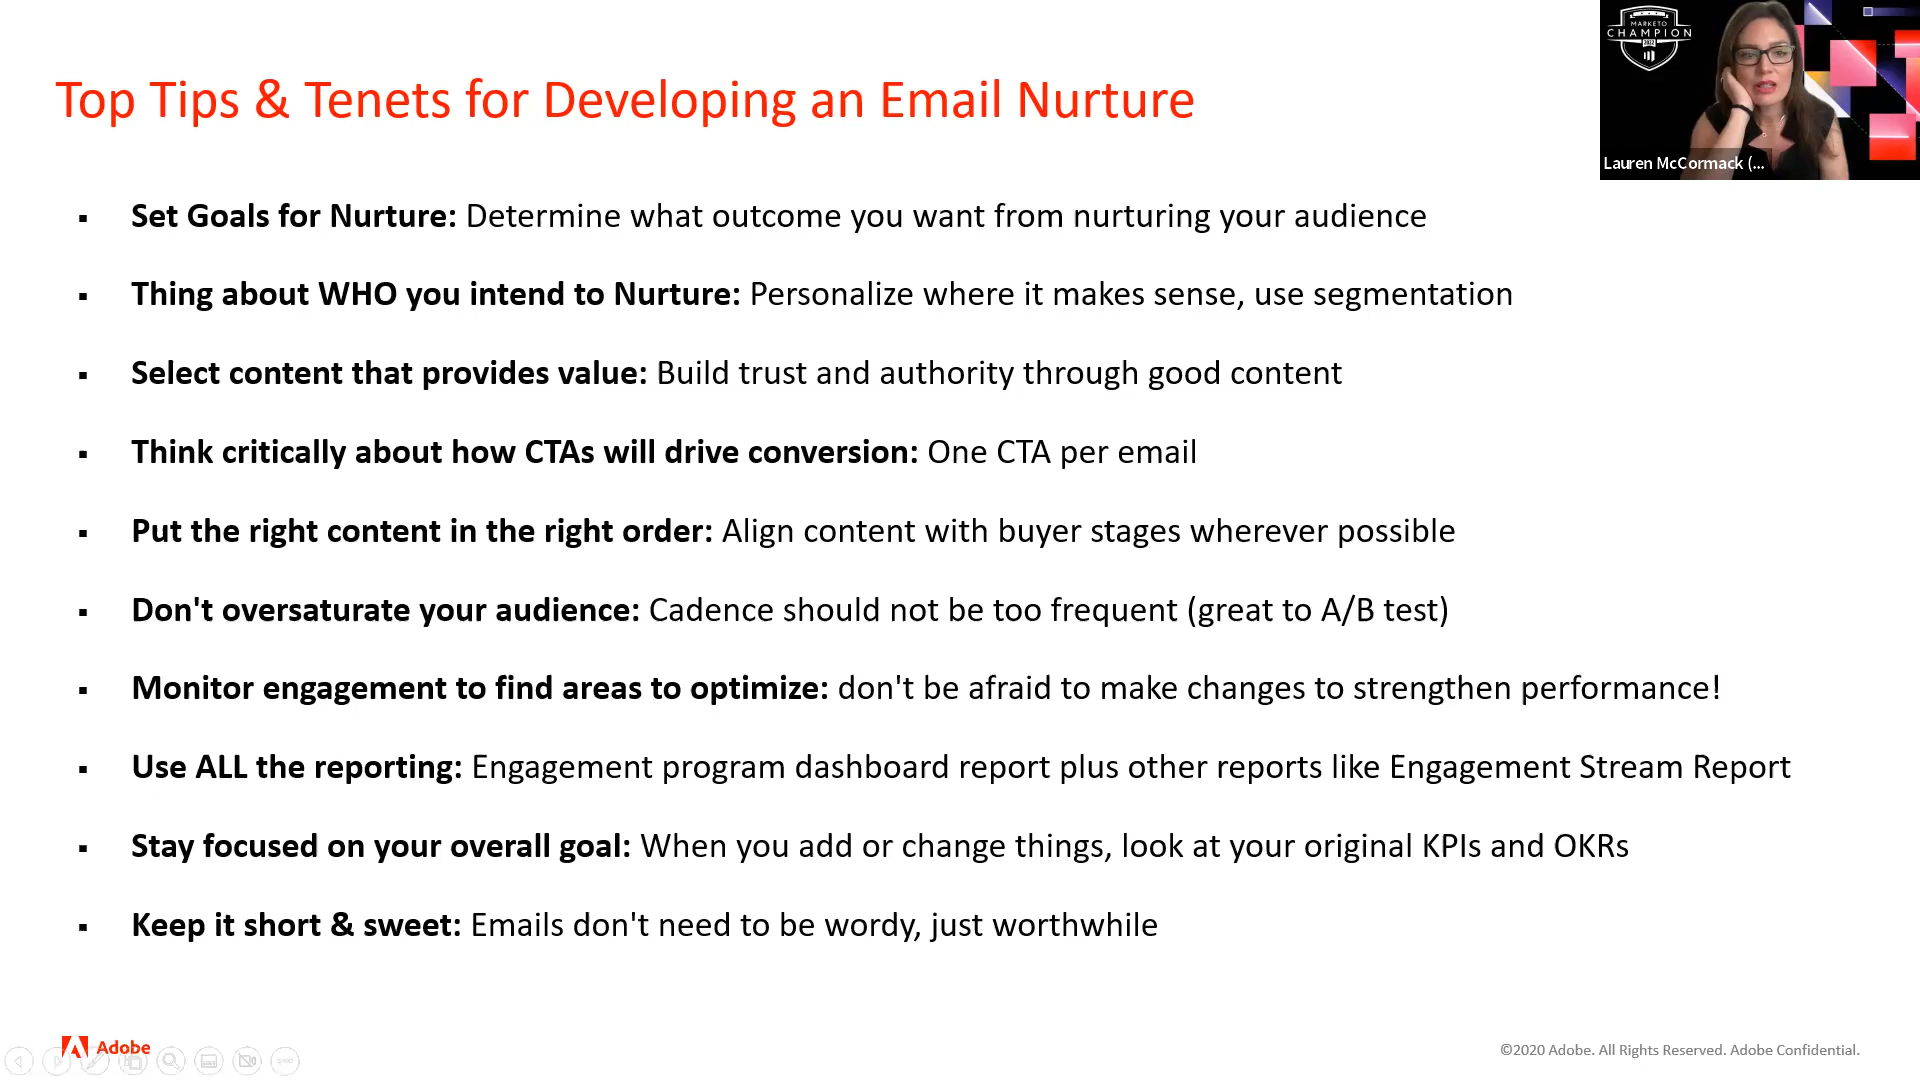 Top Tips & Tenets for Developing an Email Nurture
MARKETO
CHAMPION
2022
Lauren McCormack (...
▪ Set Goals for Nurture: Determine what outcome you want from nurturing your audience
▪ Thing about WHO you intend to Nurture: Personalize where it makes sense, use segmentation
▪ Select content that provides value: Build trust and authority through good content
▪ Think critically about how CTAs will drive conversion: One CTA per email
▪ Put the right content in the right order: Align content with buyer stages wherever possible
▪ Don't oversaturate your audience: Cadence should not be too frequent (great to A/B test)
▪ Monitor engagement to find areas to optimize: don't be afraid to make changes to strengthen performance!
▪ Use ALL the reporting: Engagement program dashboard report plus other reports like Engagement Stream Report
▪ Stay focused on your overall goal: When you add or change things, look at your original KPIs and OKRs
▪ Keep it short & sweet: Emails don't need to be wordy, just worthwhile
Adobe
©2020 Adobe. All Rights Reserved. Adobe Confidential.